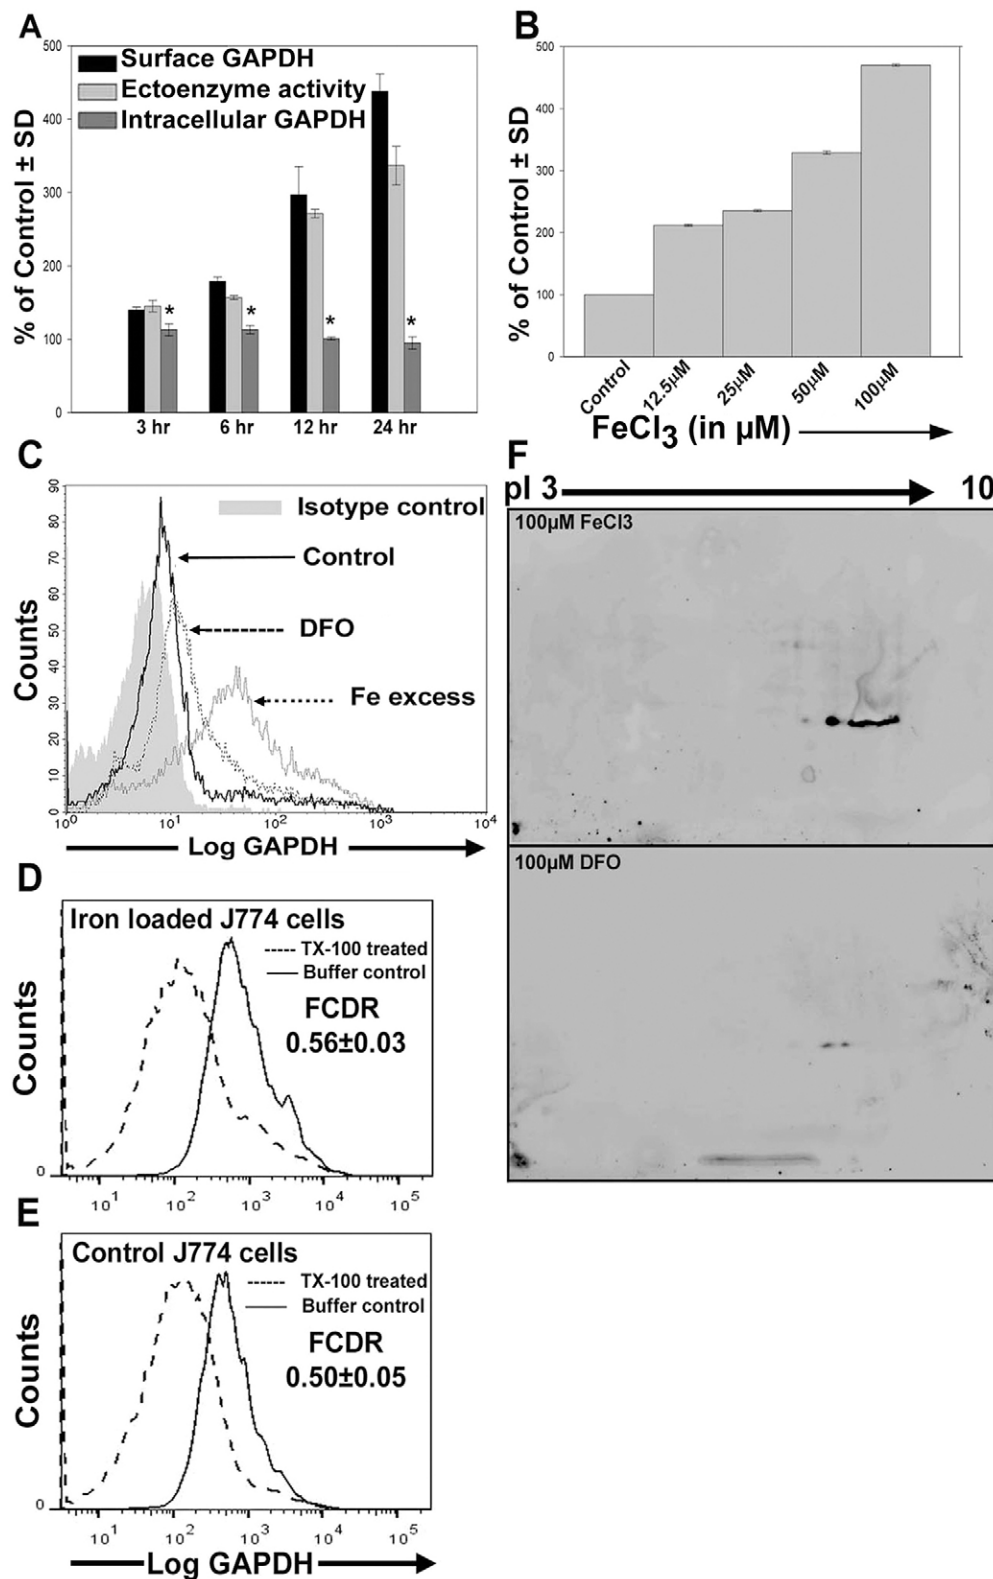 A
% of Control ± SD
500
400
300
200
100
0
Surface GAPDH
Ectoenzyme activity
Intracellular GAPDH
*
*
*
*
3 hr 6 hr 12 hr 24 hr
B
% of Control ± SD
500
400
300
200
100
0
Control 12.5µM 25µM 50µM 100µM
FeCl3 (in µM)
C
Counts
90
80
70
60
50
40
30
20
10
0
Isotype control
Control
DFO
Fe excess
10^0 10^1 10^2 10^3 10^4
Log GAPDH
D
Counts
Iron loaded J774 cells
TX-100 treated
Buffer control
FCDR
0.56±0.03
0
10^1 10^2 10^3 10^4 10^5
E
Counts
Control J774 cells
TX-100 treated
Buffer control
FCDR
0.50±0.05
0
10^1 10^2 10^3 10^4 10^5
Log GAPDH
F
pI 3 10
100µM FeCl3
100µM DFO